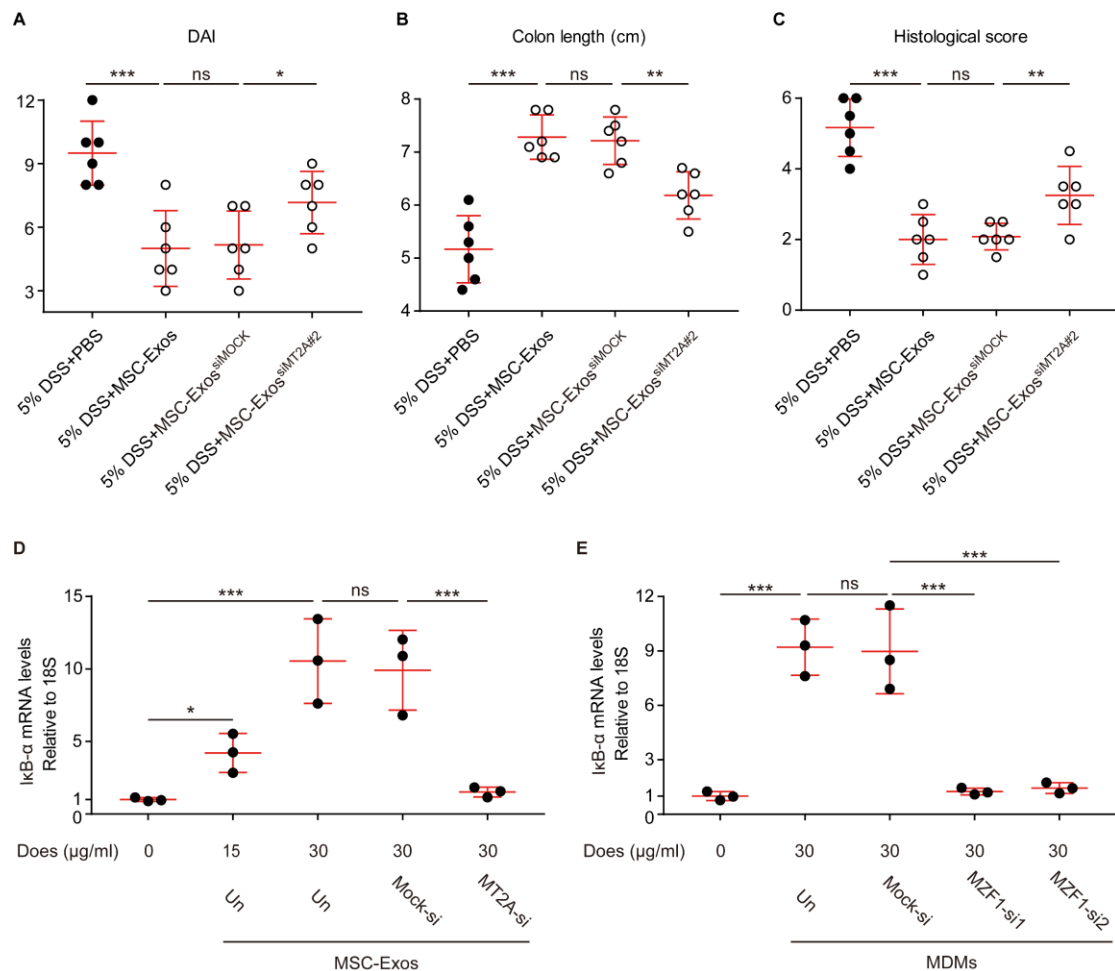 A
DAI
*** ns *
12
9
6
3
5% DSS+PBS
5% DSS+MSC-Exos
5% DSS+MSC-Exos^siMOCK
5% DSS+MSC-Exos^siMT2A#2
B
Colon length (cm)
*** ns **
8
7
6
5
4
5% DSS+PBS
5% DSS+MSC-Exos
5% DSS+MSC-Exos^siMOCK
5% DSS+MSC-Exos^siMT2A#2
C
Histological score
*** ns **
6
4
2
0
5% DSS+PBS
5% DSS+MSC-Exos
5% DSS+MSC-Exos^siMOCK
5% DSS+MSC-Exos^siMT2A#2
D
*** ns ***
*
IκB-α mRNA levels
Relative to 18S
15
10
5
1
0
Does (μg/ml) 0 15 30 30 30
Un Un Mock-si MT2A-si
MSC-Exos
E
***
*** ns ***
IκB-α mRNA levels
Relative to 18S
12
9
6
3
1
0
Does (μg/ml) 0 30 30 30 30
Un Mock-si MZF1-si1 MZF1-si2
MDMs